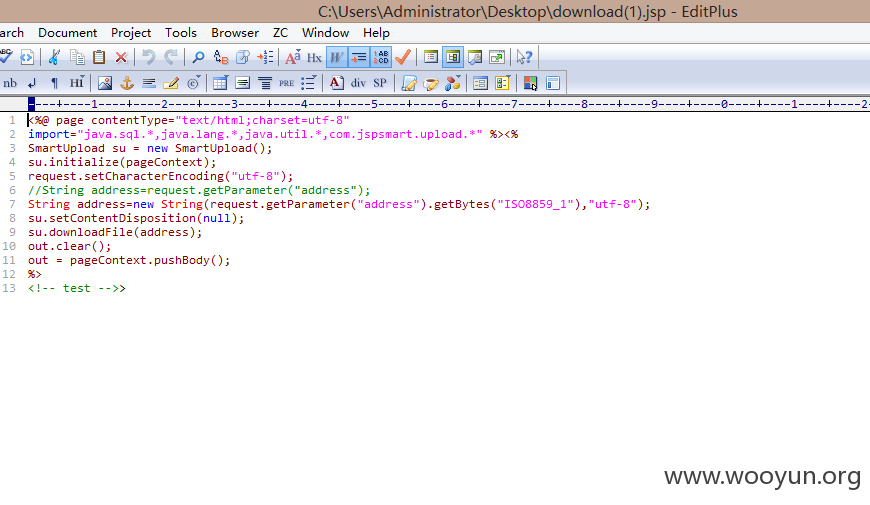 C:\Users\Administrator\Desktop\download(1).jsp - EditPlus
arch Document Project Tools Browser ZC Window Help
nb HI A div SP
----+----1----+----2----+----3----+----4----+----5----+----6----+----7----+----8----+----9----+----0----+----1----+----2-
1 <%@ page contentType="text/html;charset=utf-8"
2 import="java.sql.*,java.lang.*,java.util.*,com.jspsmart.upload.*" %><%
3 SmartUpload su = new SmartUpload();
4 su.initialize(pageContext);
5 request.setCharacterEncoding("utf-8");
6 //String address=request.getParameter("address");
7 String address=new String(request.getParameter("address").getBytes("ISO8859_1"),"utf-8");
8 su.setContentDisposition(null);
9 su.downloadFile(address);
10 out.clear();
11 out = pageContext.pushBody();
12 %>
13 <!-- test -->>
www.wooyun.org